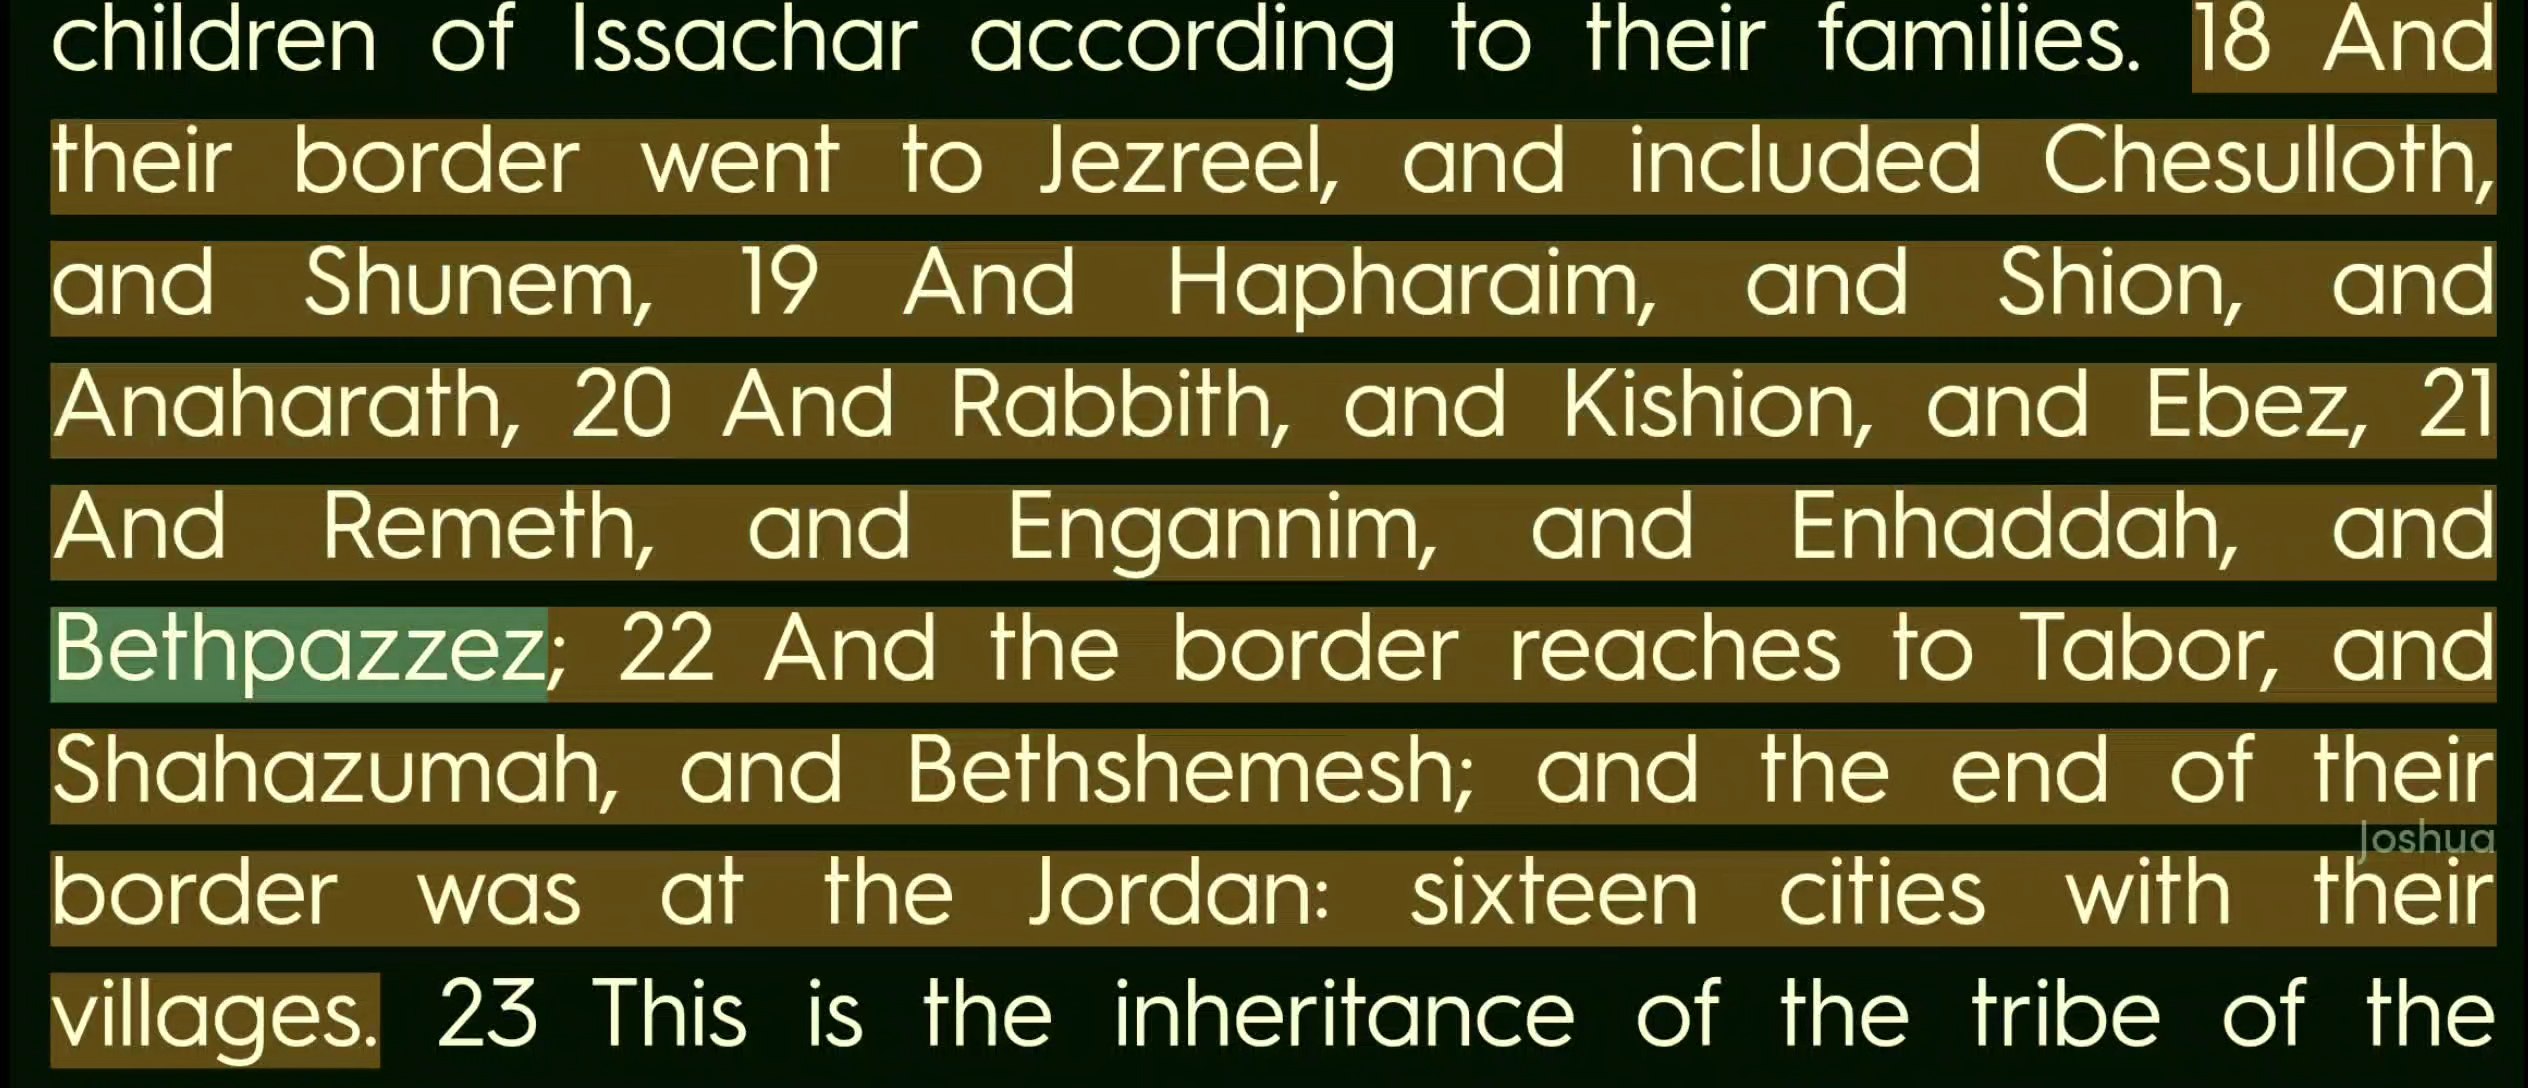 children of Issachar according to their families. 18 And
their border went to Jezreel, and included Chesulloth,
and Shunem, 19 And Hapharaim, and Shion, and
Anaharath, 20 And Rabbith, and Kishion, and Ebez, 21
And Remeth, and Engannim, and Enhaddah, and
Bethpazzez; 22 And the border reaches to Tabor, and
Shahazumah, and Bethshemesh; and the end of their
Joshua
border was at the Jordan: sixteen cities with their
villages. 23 This is the inheritance of the tribe of the